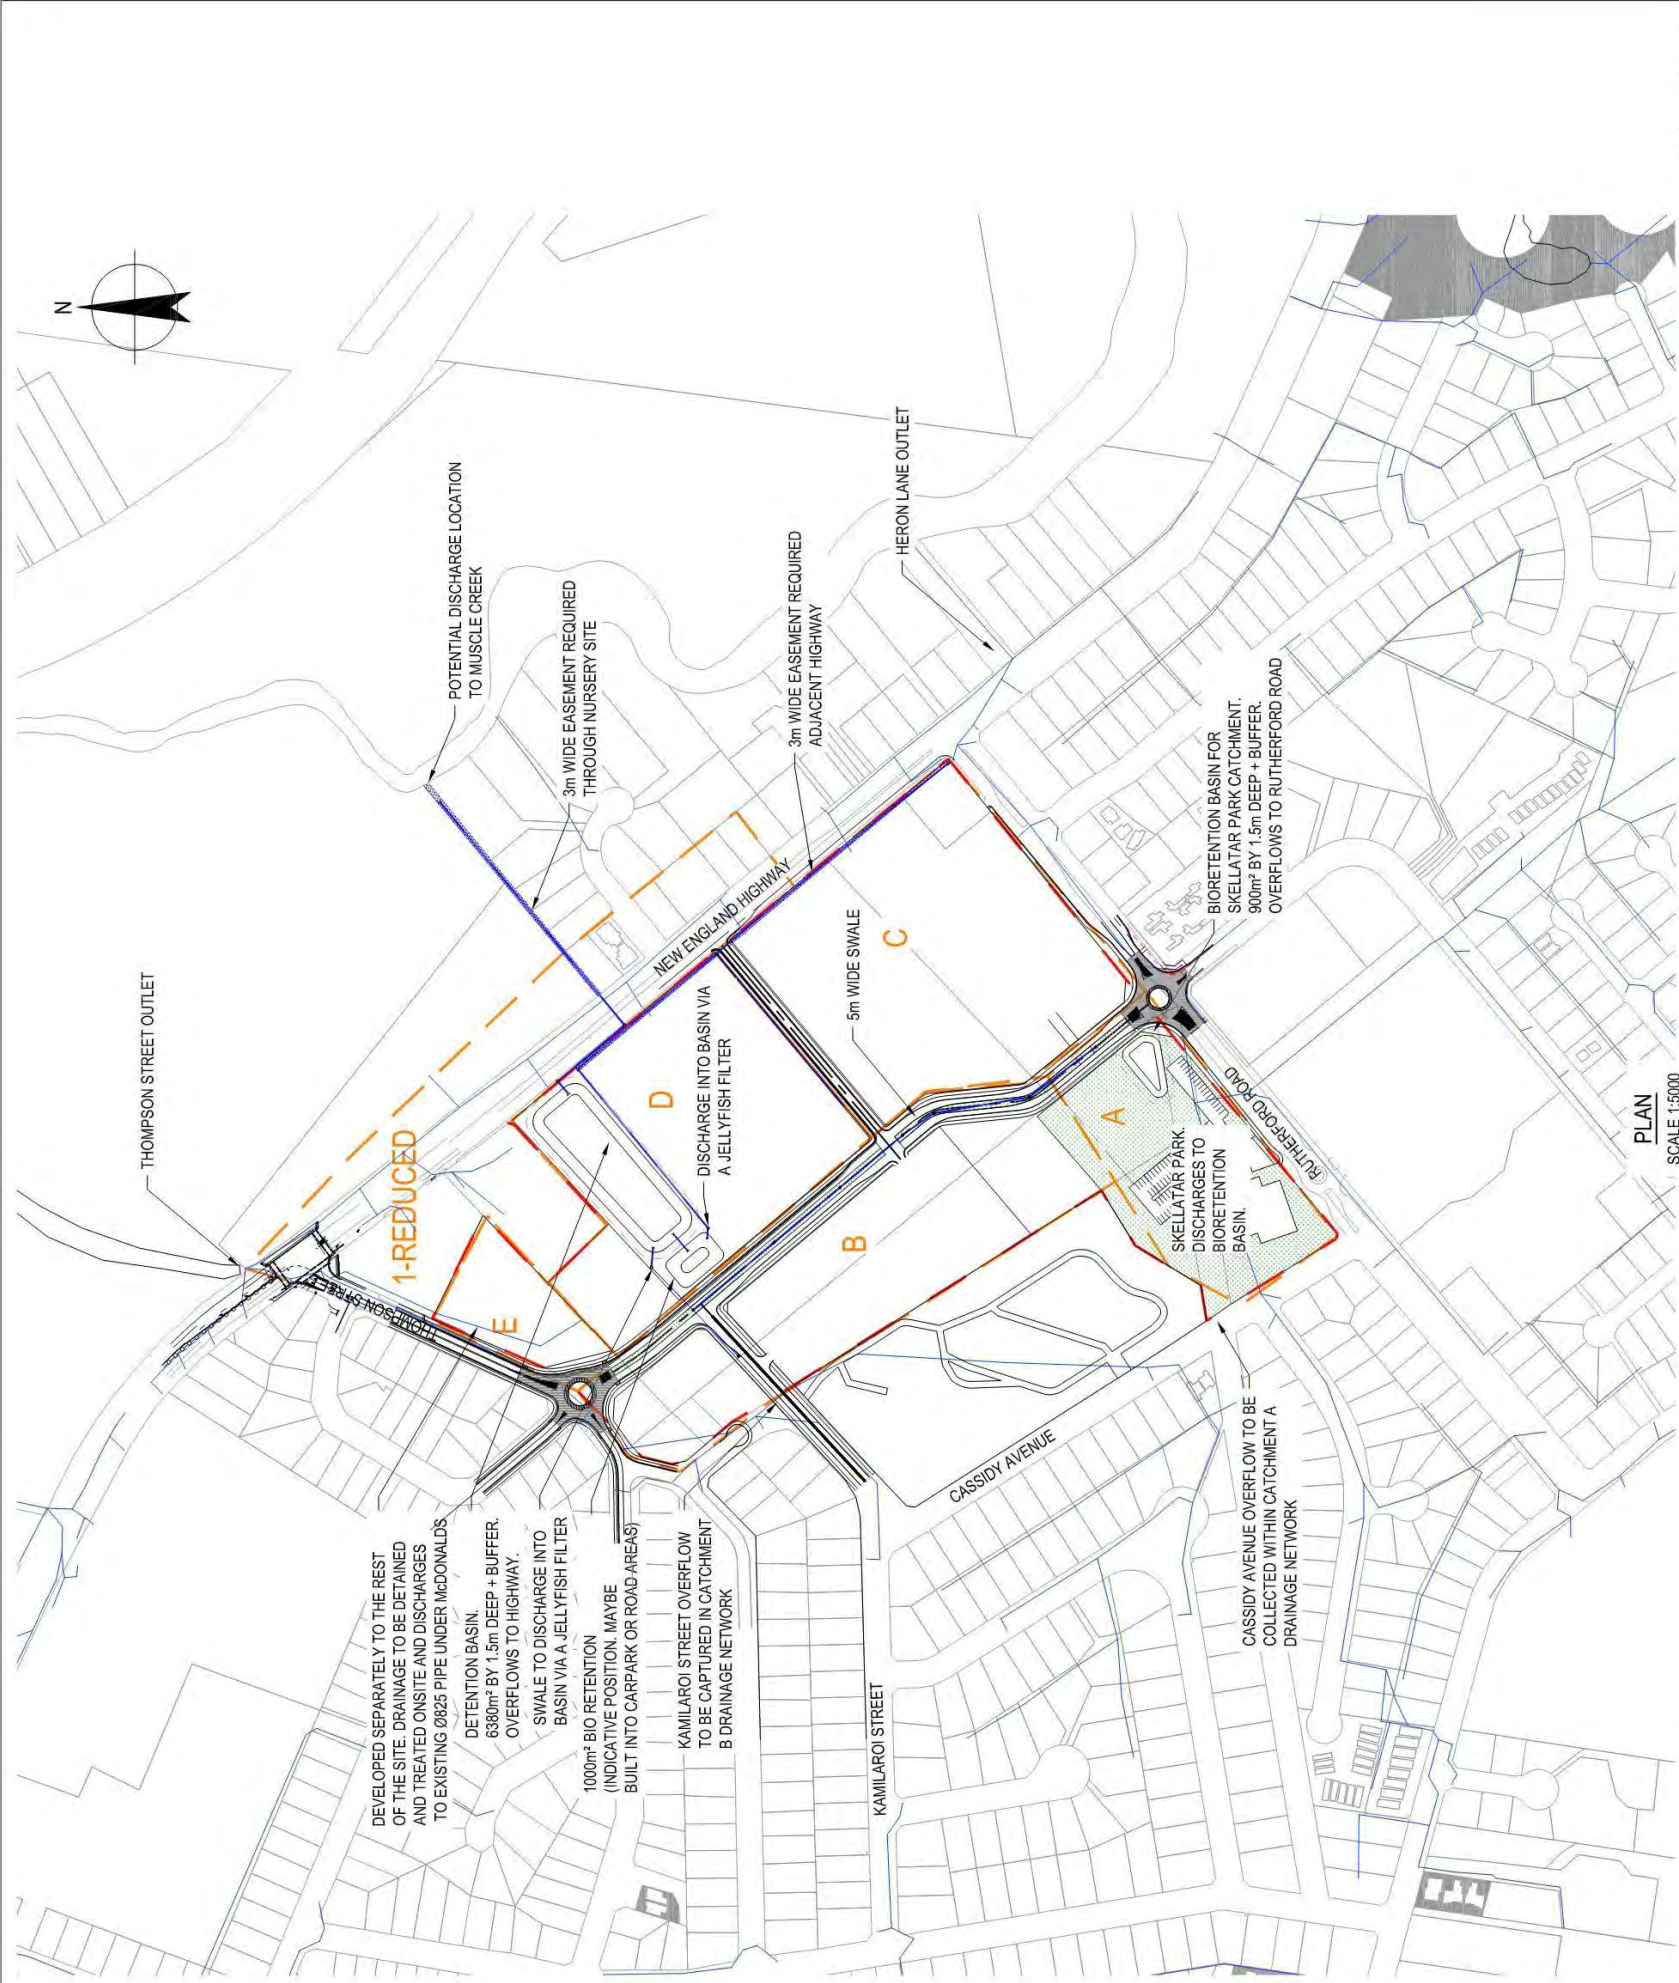 N
THOMPSON STREET OUTLET
POTENTIAL DISCHARGE LOCATION
TO MUSCLE CREEK
3m WIDE EASEMENT REQUIRED
THROUGH NURSERY SITE
3m WIDE EASEMENT REQUIRED
ADJACENT HIGHWAY
HERON LANE OUTLET
1-REDUCED
THOMPSON STREET
NEW ENGLAND HIGHWAY
E
D
DISCHARGE INTO BASIN VIA
A JELLYFISH FILTER
C
5m WIDE SWALE
B
A
BIORETENTION BASIN FOR
SKELLATAR PARK CATCHMENT.
900m² BY 1.5m DEEP + BUFFER.
OVERFLOWS TO RUTHERFORD ROAD
SKELLATAR PARK.
DISCHARGES TO
BIORETENTION
BASIN.
RUTHERFORD ROAD
DEVELOPED SEPARATELY TO THE REST
OF THE SITE. DRAINAGE TO BE DETAINED
AND TREATED ONSITE AND DISCHARGES
TO EXISTING Ø825 PIPE UNDER McDONALDS
DETENTION BASIN.
6380m² BY 1.5m DEEP + BUFFER.
OVERFLOWS TO HIGHWAY.
SWALE TO DISCHARGE INTO
BASIN VIA A JELLYFISH FILTER
1000m² BIO RETENTION
(INDICATIVE POSITION. MAYBE
BUILT INTO CARPARK OR ROAD AREAS)
KAMILAROI STREET OVERFLOW
TO BE CAPTURED IN CATCHMENT
B DRAINAGE NETWORK
KAMILAROI STREET
CASSIDY AVENUE
CASSIDY AVENUE OVERFLOW TO BE
COLLECTED WITHIN CATCHMENT A
DRAINAGE NETWORK
PLAN
SCALE 1:5000